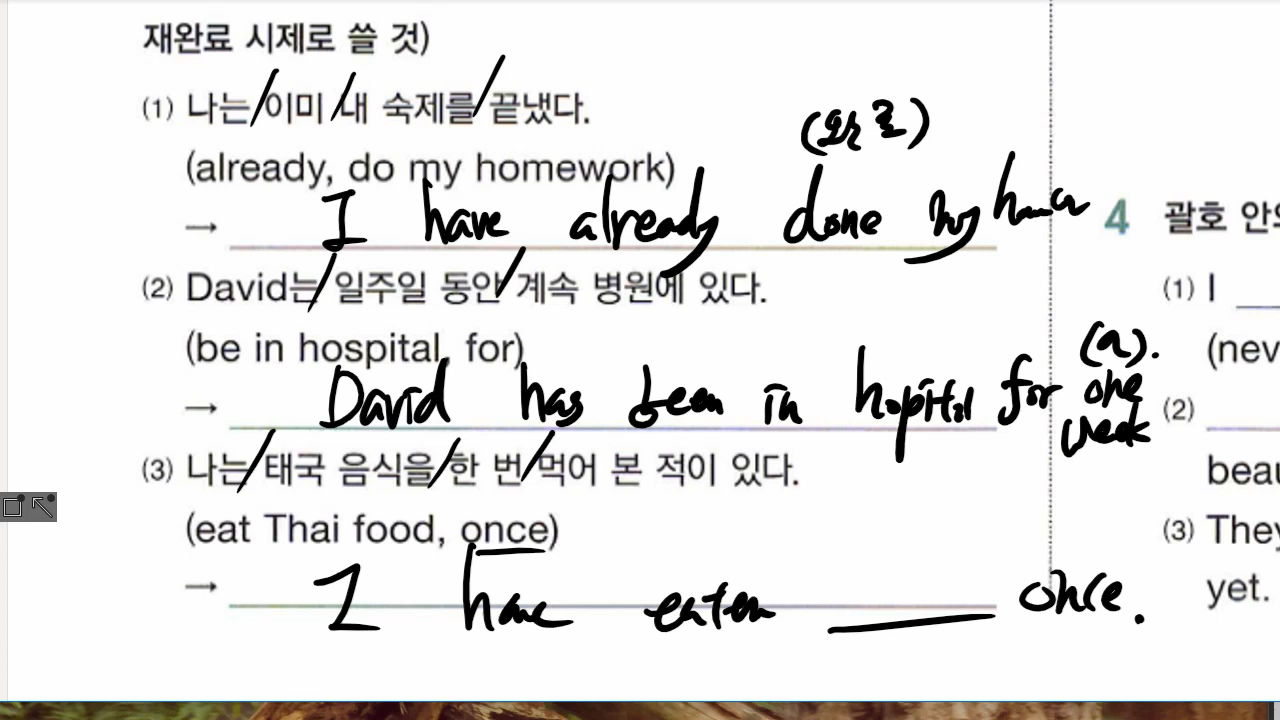 재완료 시제로 쓸 것)
(1) 나는 이미 내 숙제를 끝냈다.
(already, do my homework)
(완료)
→ I have already done my
(2) David는 일주일 동안 계속 병원에 있다.
(be in hospital, for)
(a).
→ David has been in hopital for one
week
(3) 나는 태국 음식을 한 번 먹어 본 적이 있다.
(eat Thai food, once)
→ I have eaten ______ once.
4 괄호 안의
(1) I
(nev
(2)
beau
(3) They
yet.